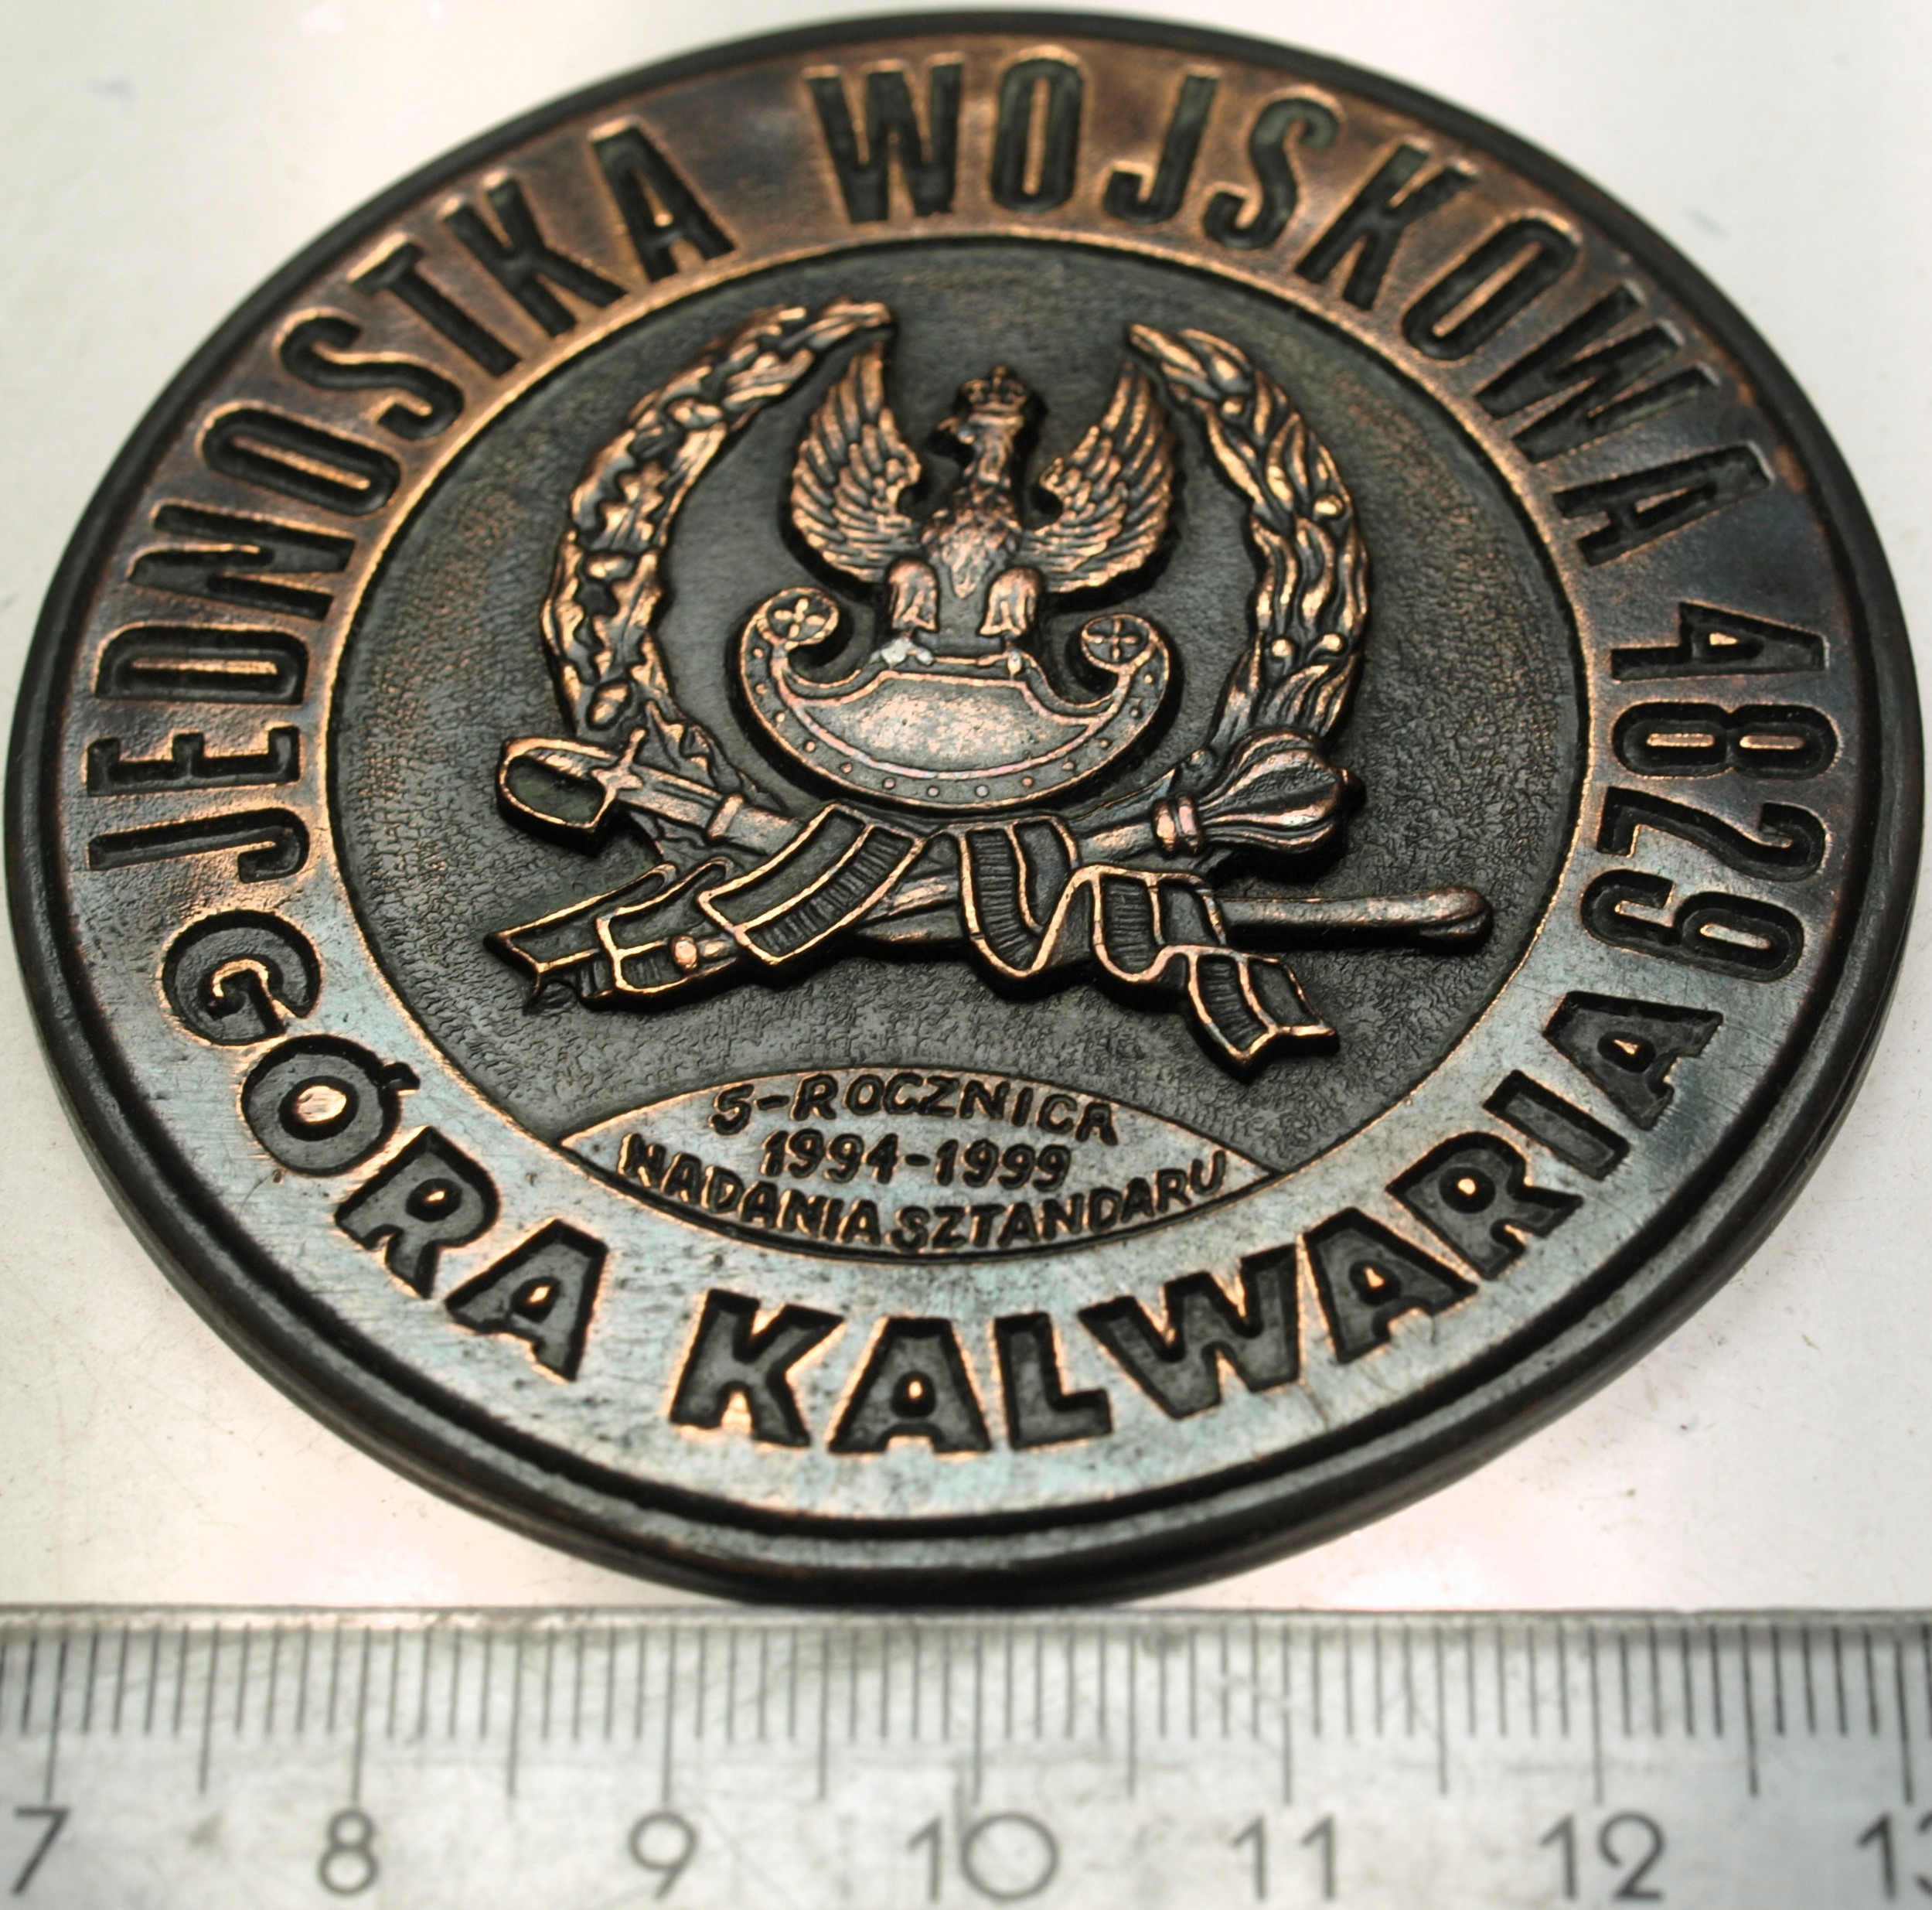 JEDNOSTKA WOJSKOWA 4829
GÓRA KALWARIA
5-ROCZNICA
1994-1999
NADANIA SZTANDARU
7 8 9 10 11 12